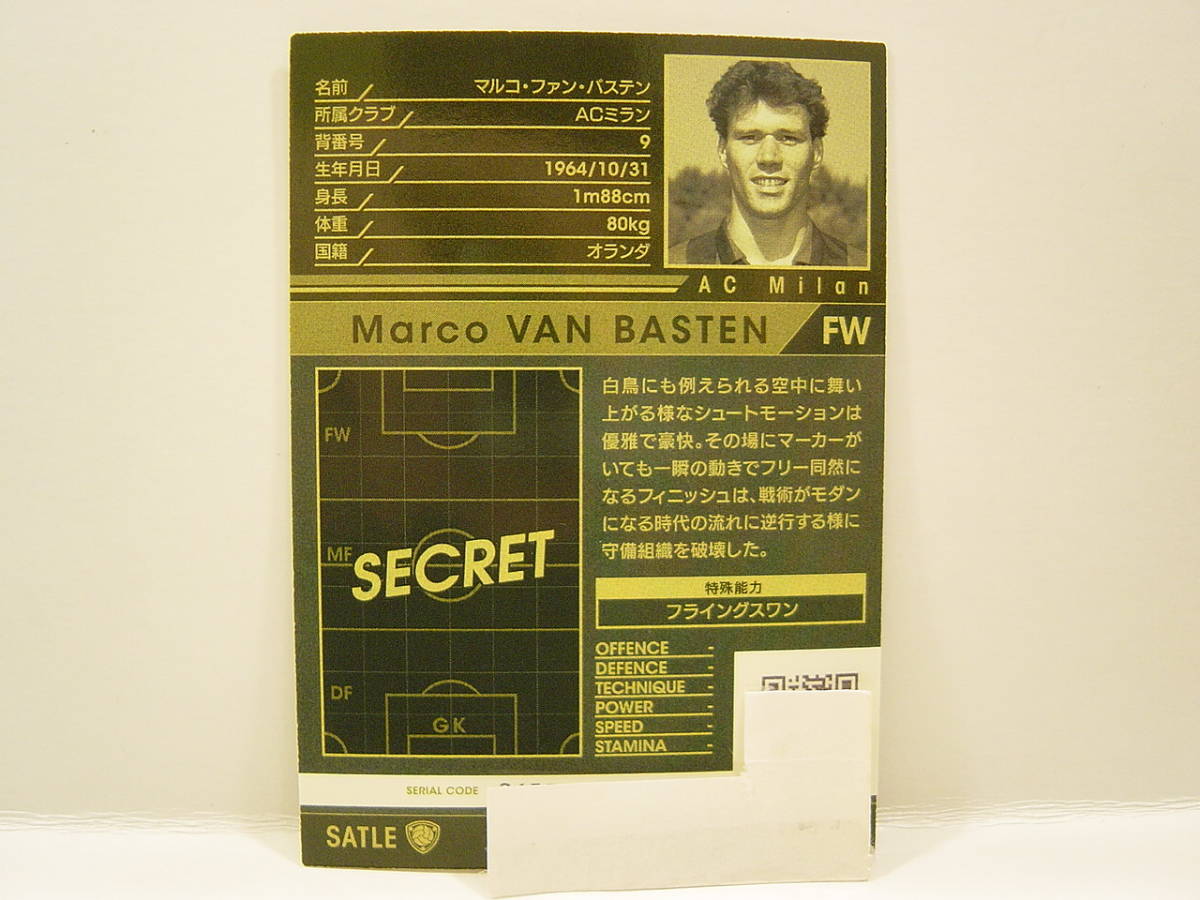 名前 マルコ・ファン・バステン
所属クラブ ACミラン
背番号 9
生年月日 1964/10/31
身長 1m88cm
体重 80kg
国籍 オランダ
AC Milan
Marco VAN BASTEN FW
FW
MF
SECRET
DF
GK
白鳥にも例えられる空中に舞い
上がる様なシュートモーションは
優雅で豪快。その場にマーカーが
いても一瞬の動きでフリー同然に
なるフィニッシュは、戦術がモダン
になる時代の流れに逆行する様に
守備組織を破壊した。
特殊能力
フライングスワン
OFFENCE -
DEFENCE -
TECHNIQUE -
POWER -
SPEED -
STAMINA -
SERIAL CODE
SATLE